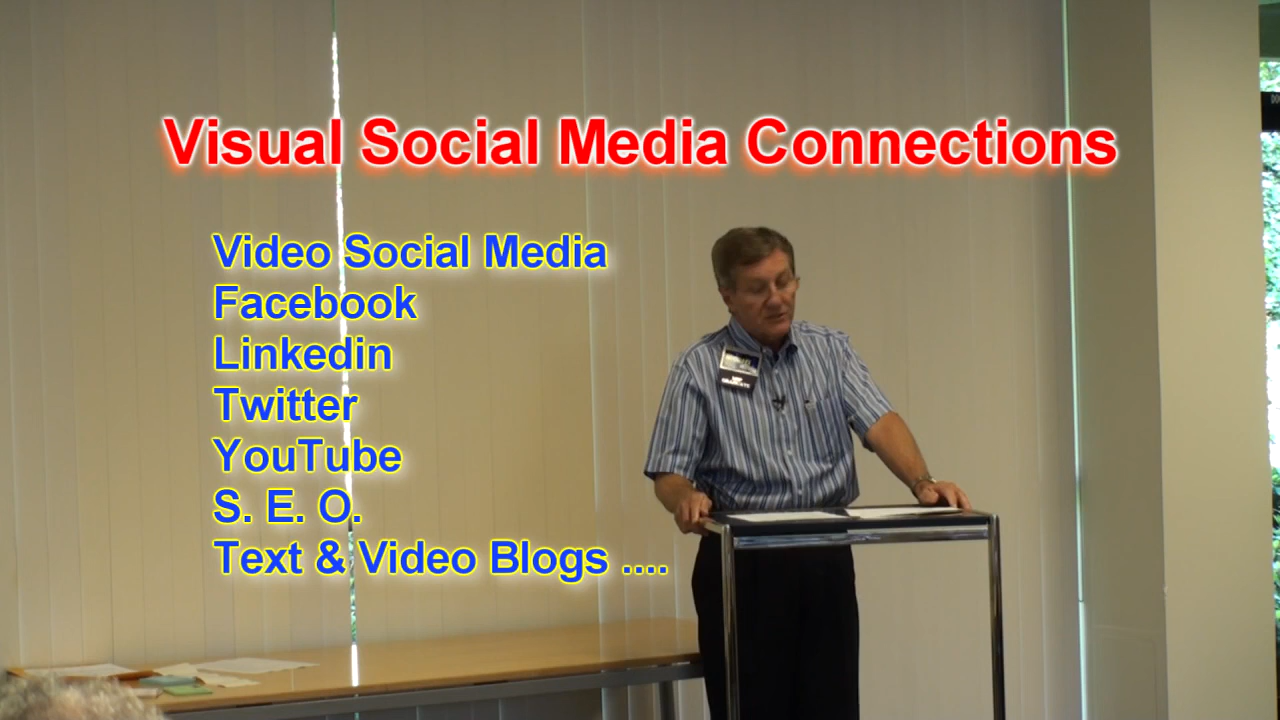 Visual Social Media Connections
Video Social Media
Facebook
Linkedin
Twitter
YouTube
S. E. O.
Text & Video Blogs ....